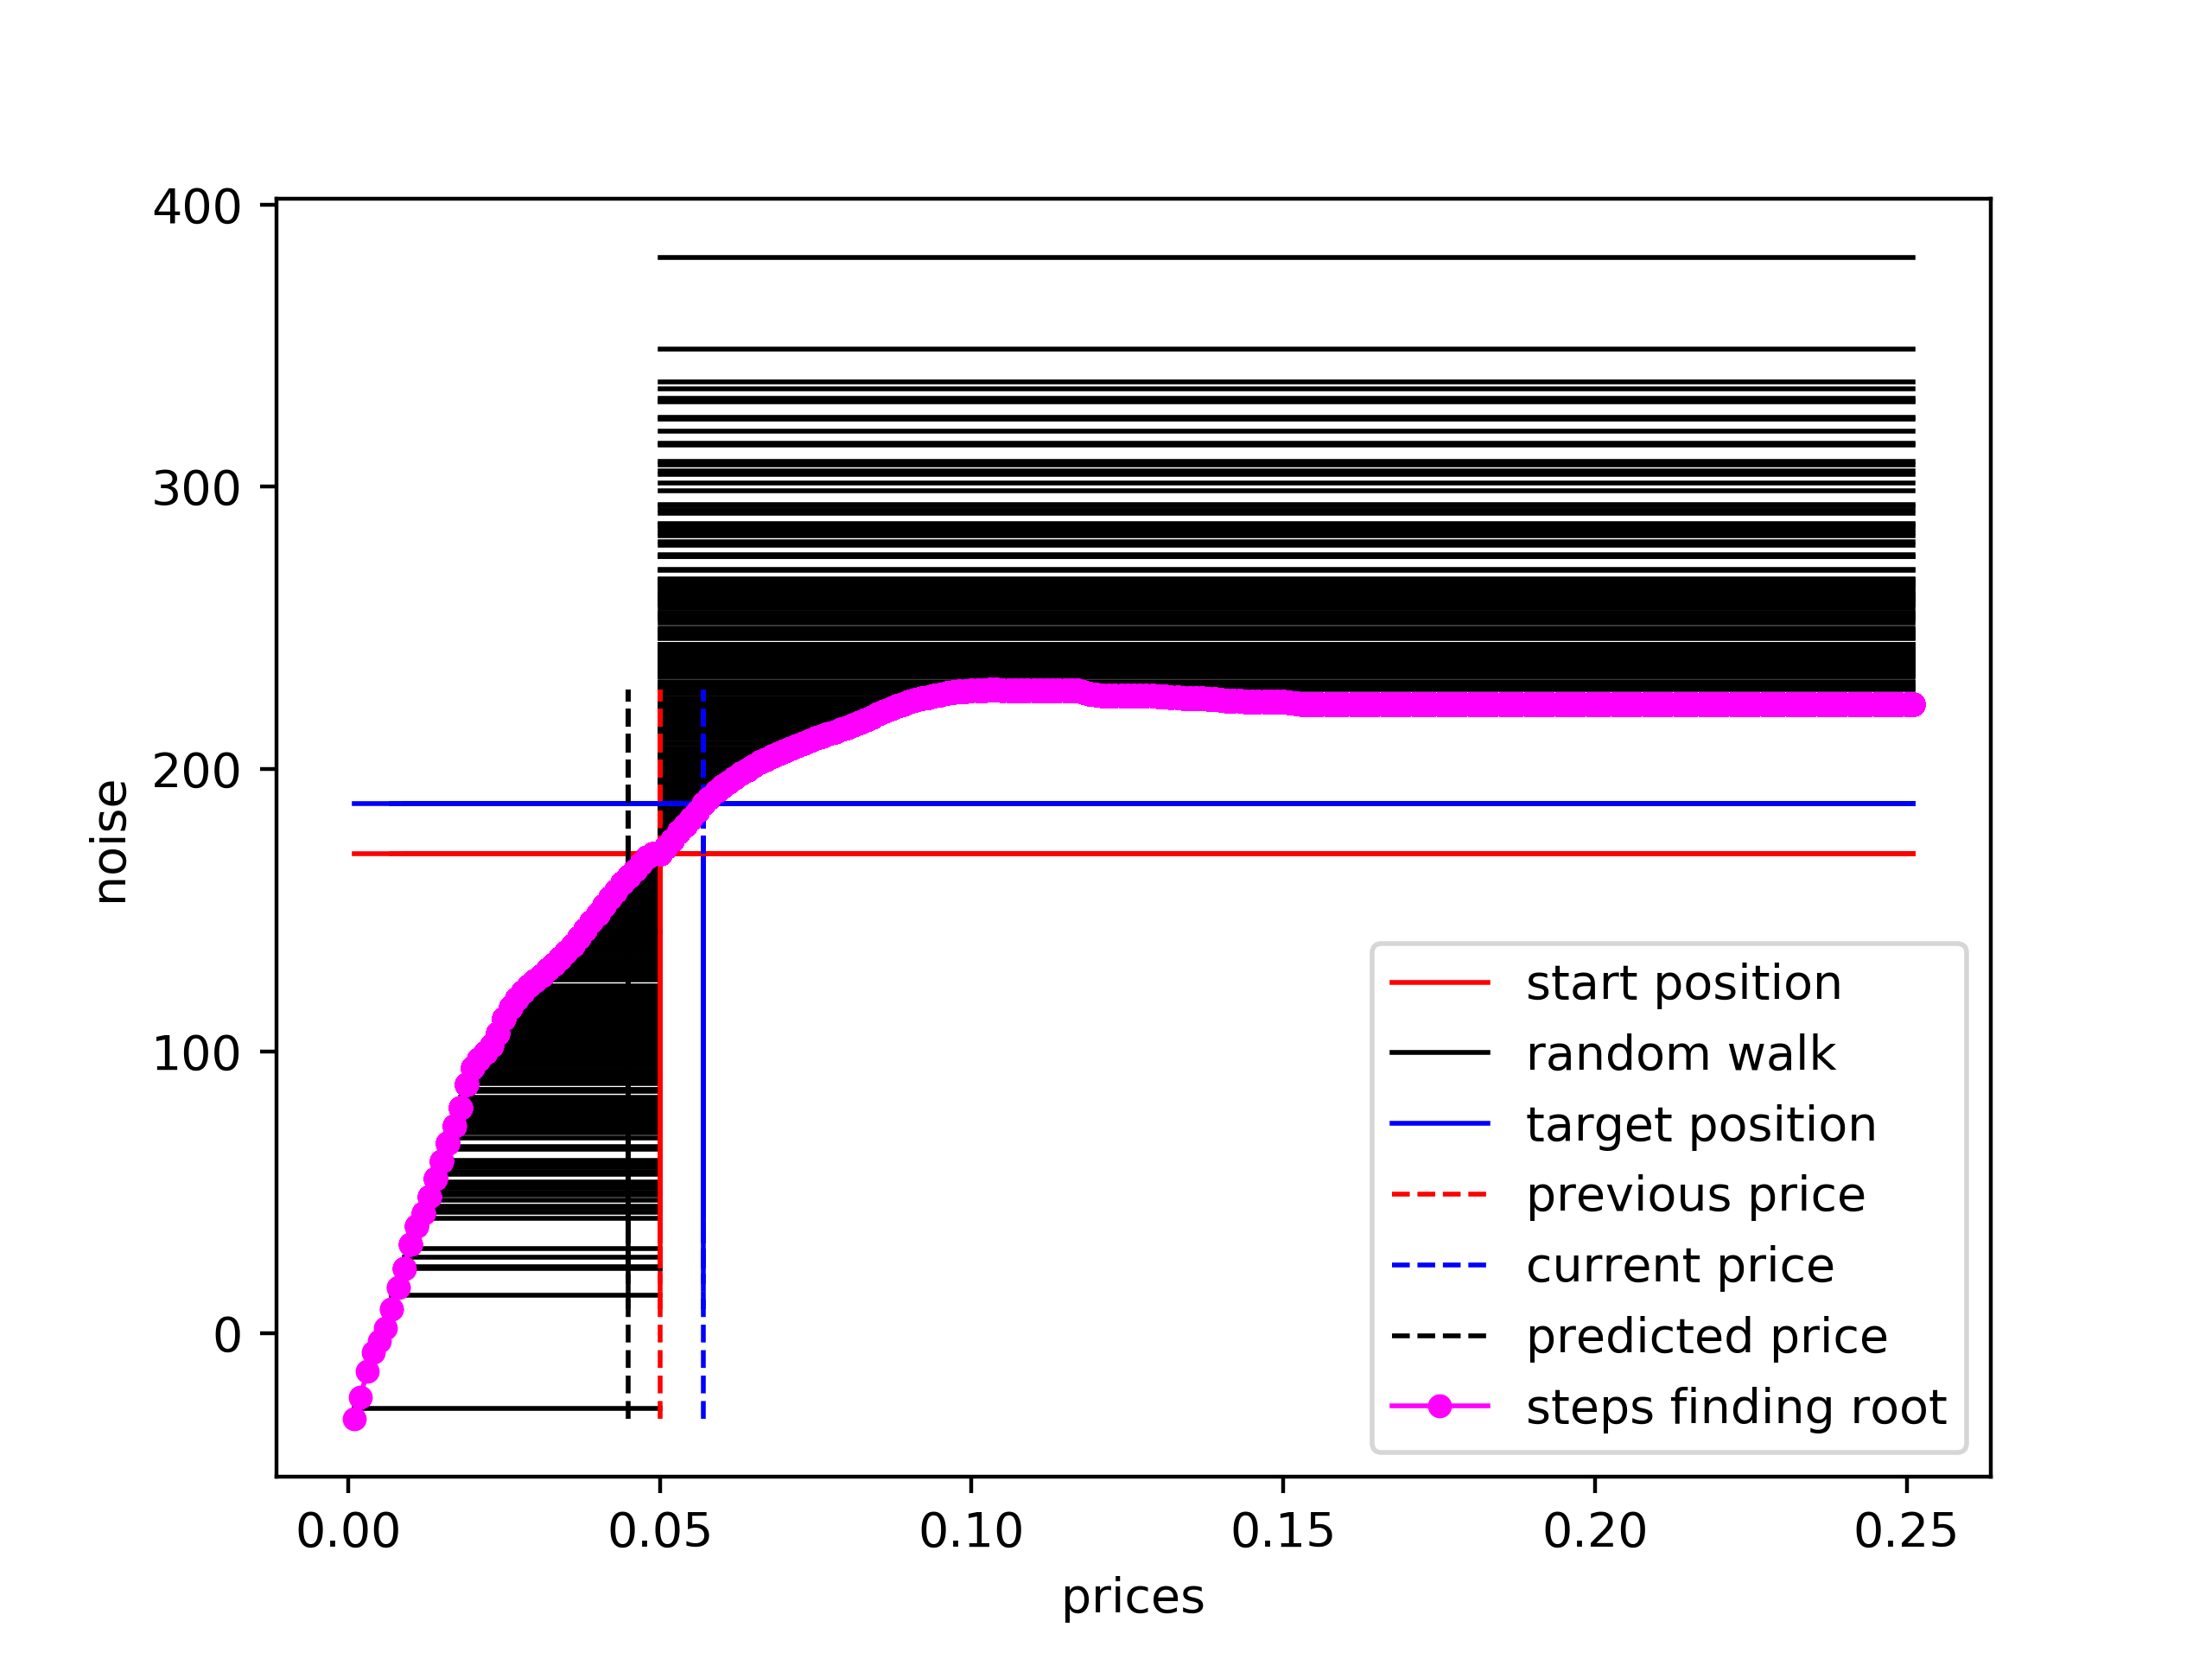 400
300
200
100
0
noise
0.00 0.05 0.10 0.15 0.20 0.25
prices
start position
random walk
target position
previous price
current price
predicted price
steps finding root